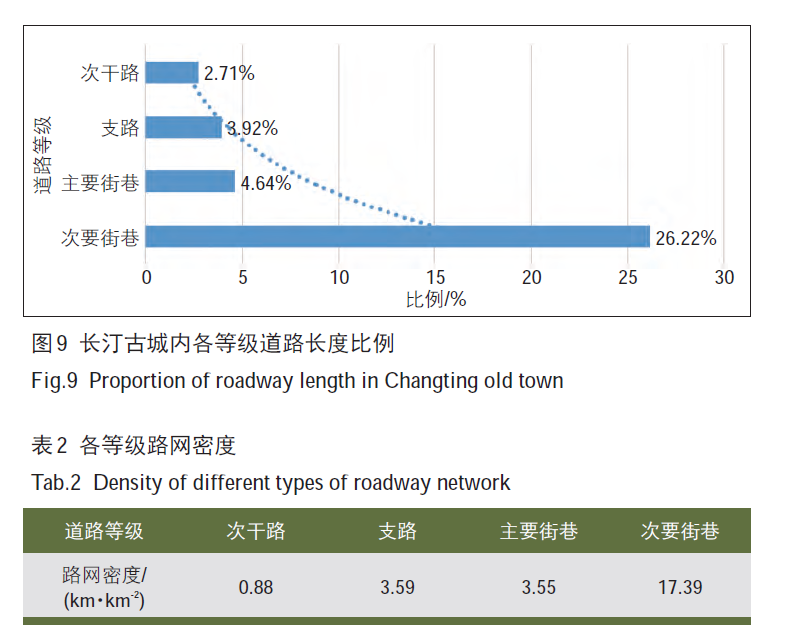 道路等级
次干路 2.71%
支路 3.92%
主要街巷 4.64%
次要街巷 26.22%
0 5 10 15 20 25 30
比例/%
图9 长汀古城内各等级道路长度比例
Fig.9 Proportion of roadway length in Changting old town
表2 各等级路网密度
Tab.2 Density of different types of roadway network
道路等级 次干路 支路 主要街巷 次要街巷
路网密度/
(km·km⁻²) 0.88 3.59 3.55 17.39